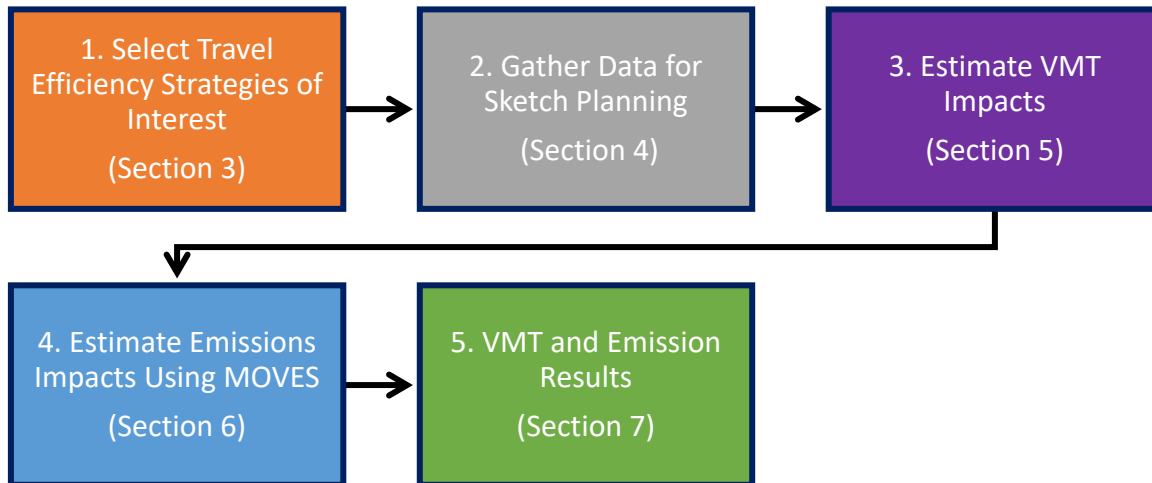 1. Select Travel
Efficiency Strategies of
Interest
(Section 3)
2. Gather Data for
Sketch Planning
(Section 4)
3. Estimate VMT
Impacts
(Section 5)
4. Estimate Emissions
Impacts Using MOVES
(Section 6)
5. VMT and Emission
Results
(Section 7)